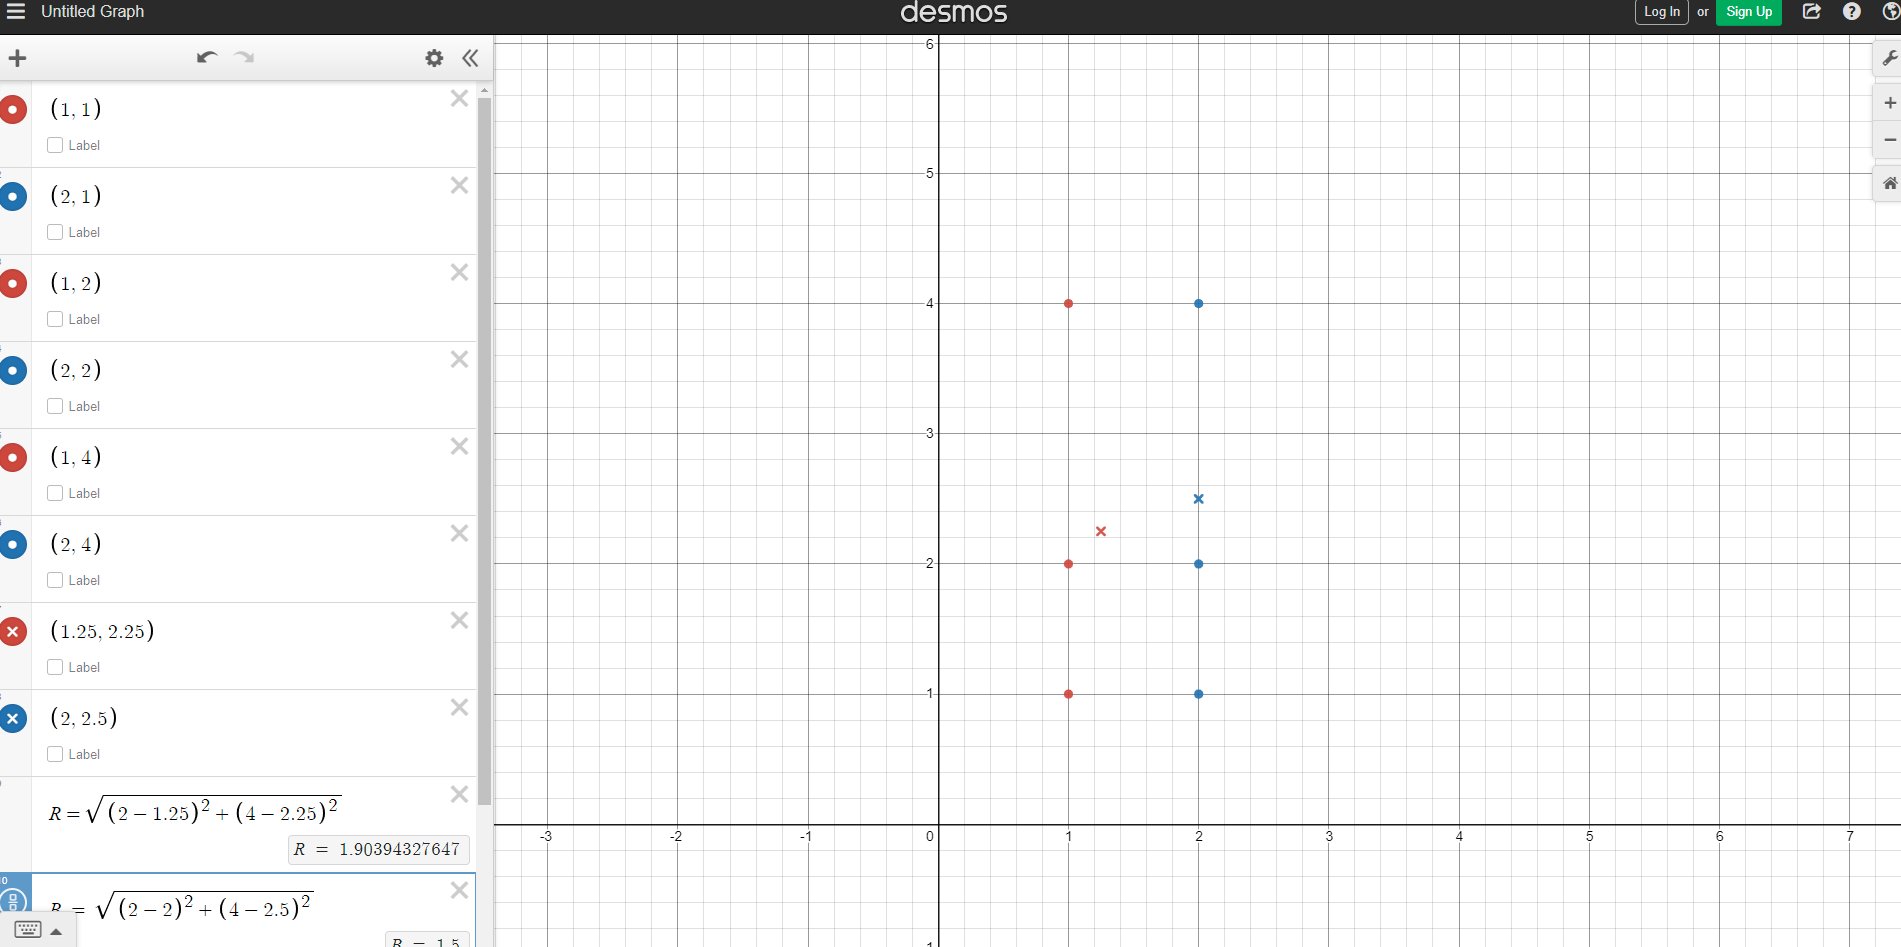 Untitled Graph
desmos
Log In or Sign Up
(1, 1)
Label
(2, 1)
Label
(1, 2)
Label
(2, 2)
Label
(1, 4)
Label
(2, 4)
Label
(1.25, 2.25)
Label
(2, 2.5)
Label
R = √(2 − 1.25)² + (4 − 2.25)²
R = 1.90394327647
10
R = √(2 − 2)² + (4 − 2.5)²
R = 1.5
6
5
4
3
2
1
-3 -2 -1 0 1 2 3 4 5 6 7